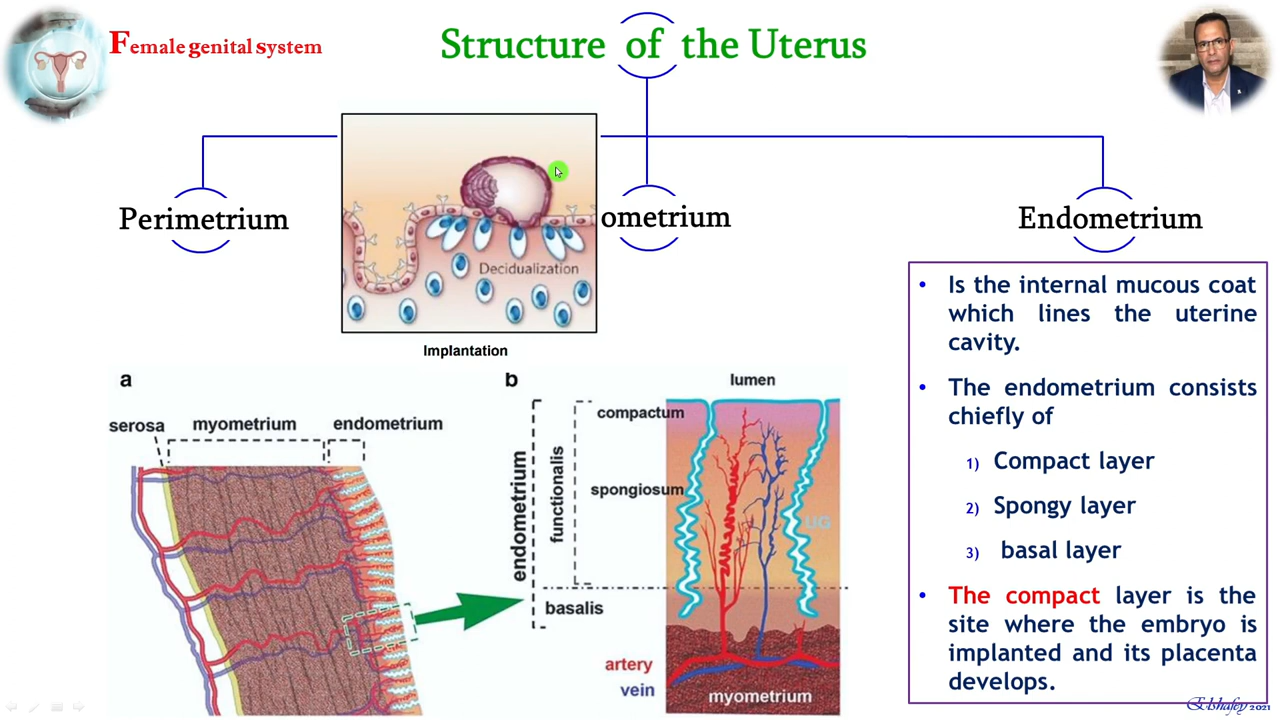 Female genital system
Structure of the Uterus
Perimetrium
ometrium
Endometrium
Decidualization
Implantation
• Is the internal mucous coat
which lines the uterine
cavity.
• The endometrium consists
chiefly of
1) Compact layer
2) Spongy layer
3) basal layer
• The compact layer is the
site where the embryo is
implanted and its placenta
develops.
a
serosa
myometrium
endometrium
b
lumen
compactum
endometrium
functionalis
spongiosum
UG
basalis
artery
vein
myometrium
Elshafey 2021